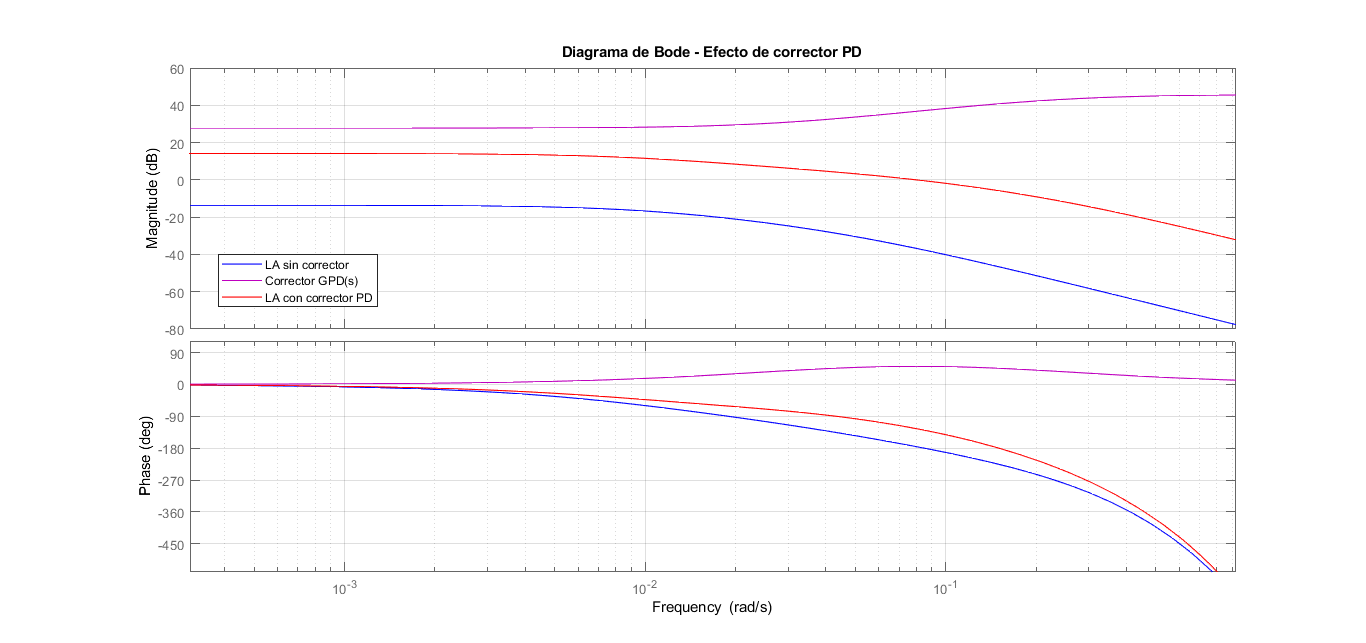 Diagrama de Bode - Efecto de corrector PD
Magnitude (dB)
60
40
20
0
-20
-40
-60
-80
LA sin corrector
Corrector GPD(s)
LA con corrector PD
Phase (deg)
90
0
-90
-180
-270
-360
-450
10-3
10-2
10-1
Frequency (rad/s)